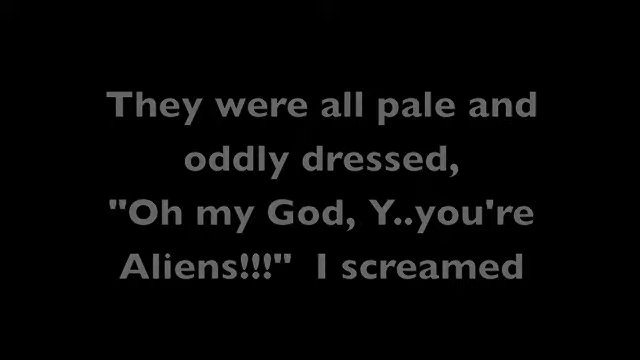 They were all pale and
oddly dressed,
"Oh my God, Y..you're
Aliens!!!"  I screamed